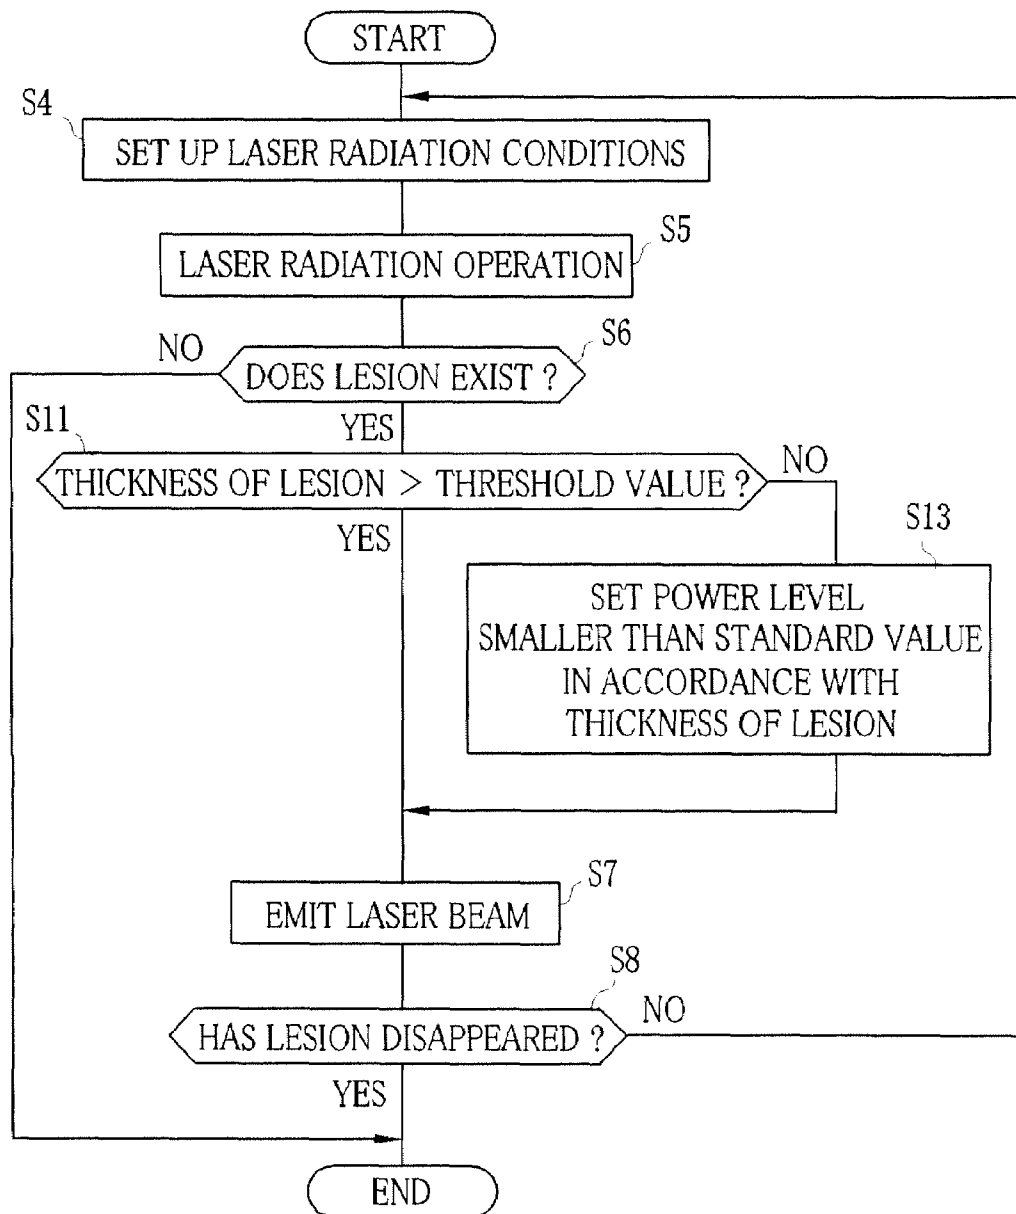 START
S4
SET UP LASER RADIATION CONDITIONS
S5
LASER RADIATION OPERATION
S6
NO
DOES LESION EXIST ?
YES
S11
THICKNESS OF LESION > THRESHOLD VALUE ?
NO
YES
S13
SET POWER LEVEL
SMALLER THAN STANDARD VALUE
IN ACCORDANCE WITH
THICKNESS OF LESION
S7
EMIT LASER BEAM
S8
HAS LESION DISAPPEARED ?
NO
YES
END